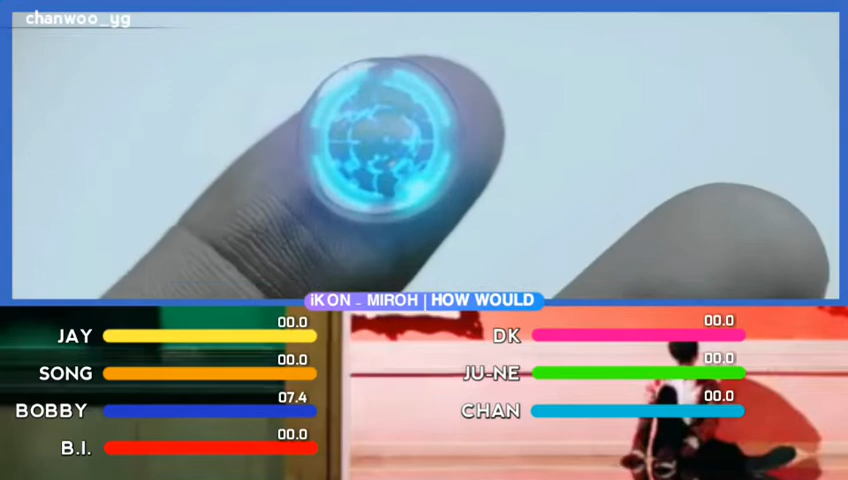 chanwoo_yg
iKON - MIROH | HOW WOULD
JAY 00.0
SONG 00.0
BOBBY 07.4
B.I. 00.0
DK 00.0
JU-NE 00.0
CHAN 00.0